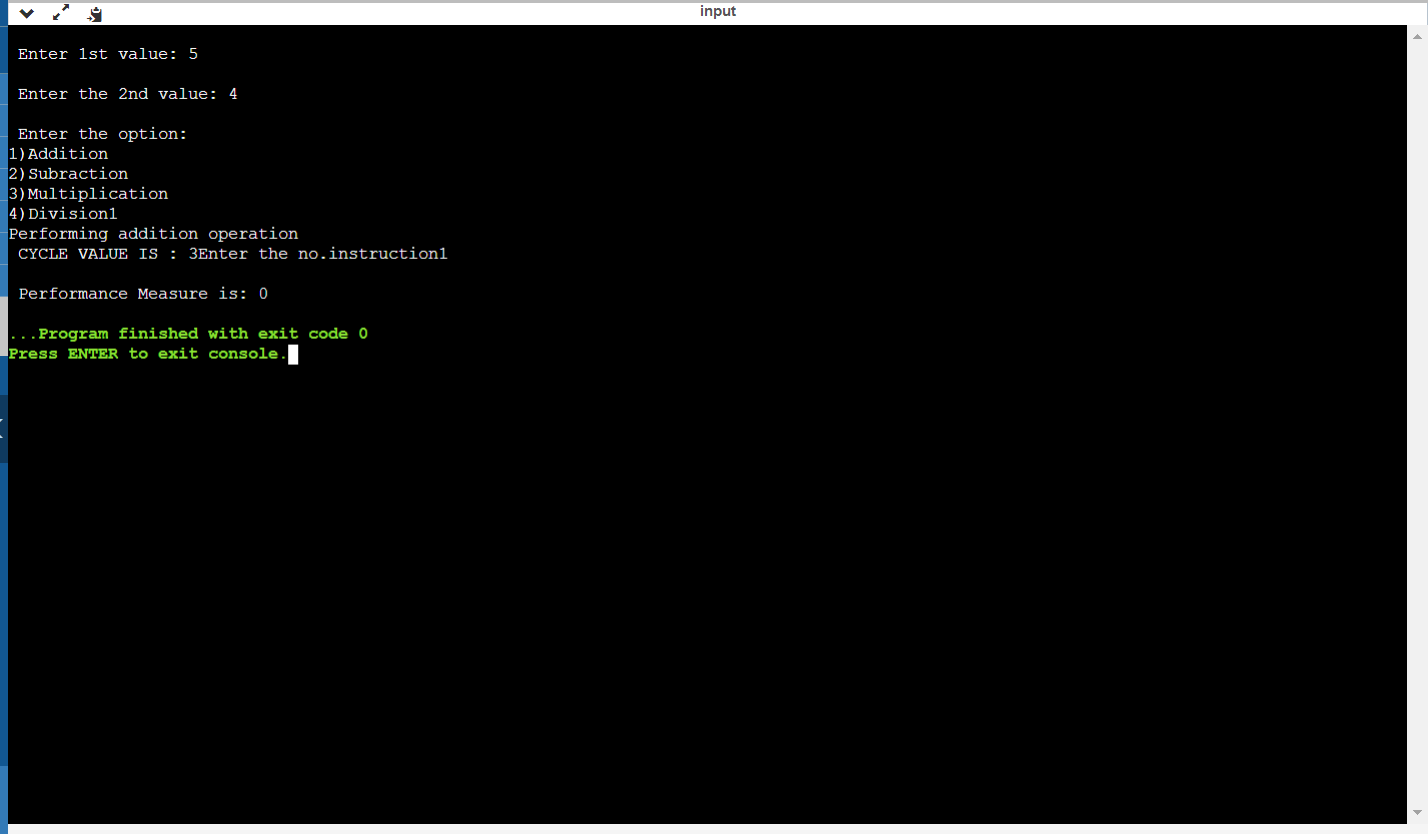 input
Enter 1st value: 5
Enter the 2nd value: 4
Enter the option:
1)Addition
2)Subraction
3)Multiplication
4)Division1
Performing addition operation
CYCLE VALUE IS : 3Enter the no.instruction1
Performance Measure is: 0
...Program finished with exit code 0
Press ENTER to exit console.